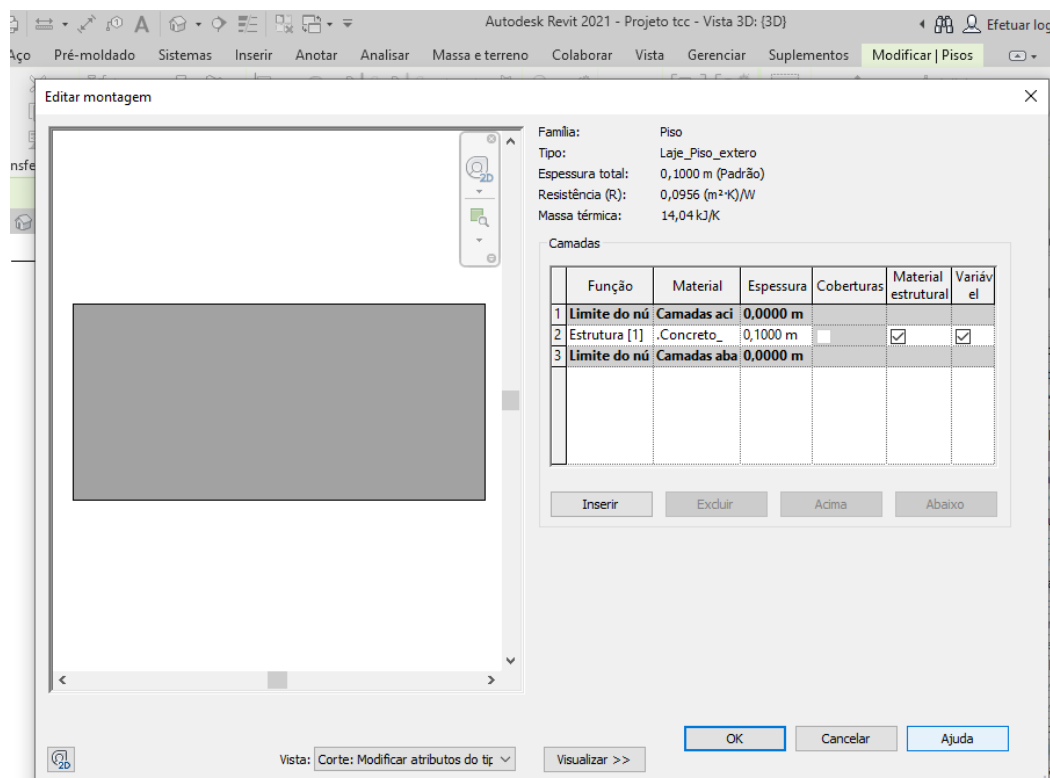 Autodesk Revit 2021 - Projeto tcc - Vista 3D: {3D} Efetuar log
Aço Pré-moldado Sistemas Inserir Anotar Analisar Massa e terreno Colaborar Vista Gerenciar Suplementos Modificar | Pisos
Editar montagem
nsfe
2D
Família: Piso
Tipo: Laje_Piso_extero
Espessura total: 0,1000 m (Padrão)
Resistência (R): 0,0956 (m²·K)/W
Massa térmica: 14,04 kJ/K
Camadas
Função Material Espessura Coberturas Material estrutural Variável
1 Limite do nú Camadas aci 0,0000 m
2 Estrutura [1] .Concreto_ 0,1000 m
3 Limite do nú Camadas aba 0,0000 m
Inserir Excluir Acima Abaixo
OK Cancelar Ajuda
2D Vista: Corte: Modificar atributos do tip Visualizar >>